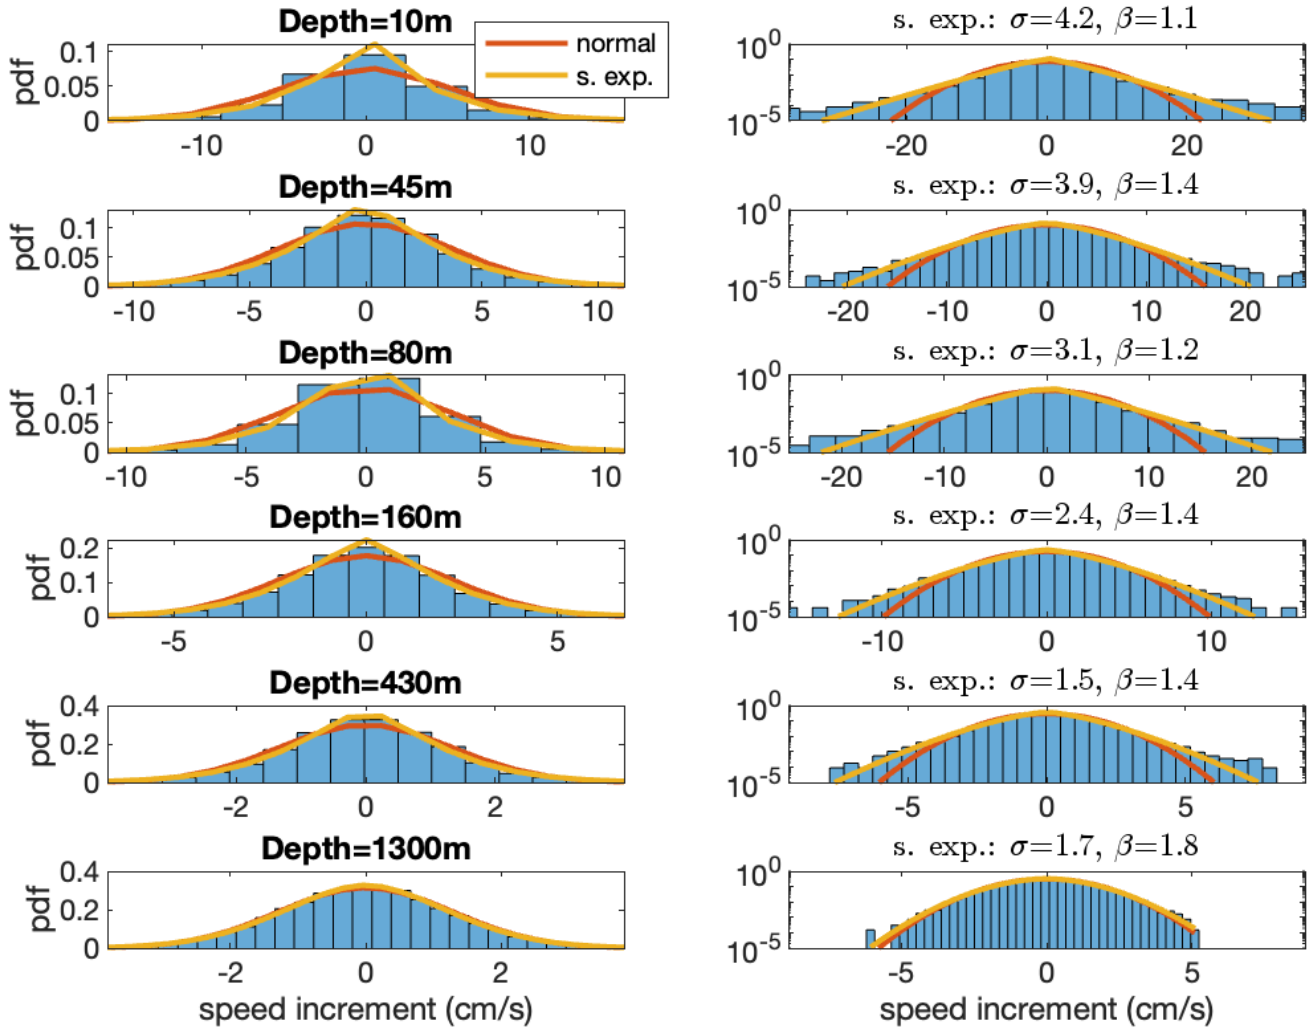 Depth=10m
s. exp.: σ=4.2, β=1.1
normal
s. exp.
pdf
0.1
0.05
0
-10 0 10
10^0
10^-5
-20 0 20
Depth=45m
s. exp.: σ=3.9, β=1.4
pdf
0.1
0.05
0
-10 -5 0 5 10
10^0
10^-5
-20 -10 0 10 20
Depth=80m
s. exp.: σ=3.1, β=1.2
pdf
0.1
0.05
0
-10 -5 0 5 10
10^0
10^-5
-20 -10 0 10 20
Depth=160m
s. exp.: σ=2.4, β=1.4
pdf
0.2
0.1
0
-5 0 5
10^0
10^-5
-10 0 10
Depth=430m
s. exp.: σ=1.5, β=1.4
pdf
0.4
0.2
0
-2 0 2
10^0
10^-5
-5 0 5
Depth=1300m
s. exp.: σ=1.7, β=1.8
pdf
0.4
0.2
0
-2 0 2
speed increment (cm/s)
10^0
10^-5
-5 0 5
speed increment (cm/s)